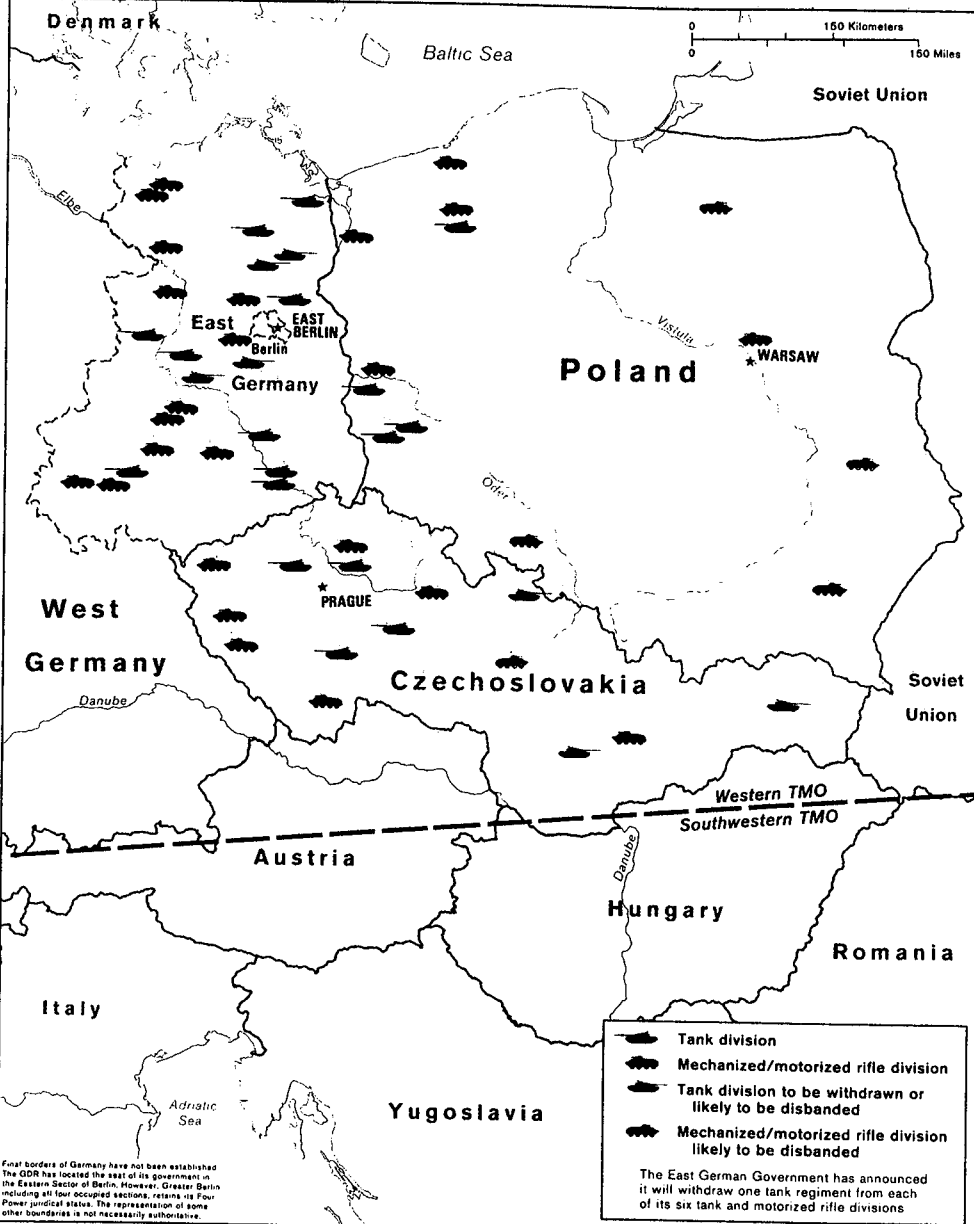 Denmark
Baltic Sea
0 150 Kilometers
0 150 Miles
Soviet Union
Elbe
East
Germany
EAST
BERLIN
Berlin
Vistula
WARSAW
Poland
Oder
PRAGUE
West
Germany
Czechoslovakia
Danube
Soviet
Union
Western TMO
Southwestern TMO
Austria
Danube
Hungary
Romania
Italy
Adriatic
Sea
Yugoslavia
Tank division
Mechanized/motorized rifle division
Tank division to be withdrawn or
likely to be disbanded
Mechanized/motorized rifle division
likely to be disbanded
The East German Government has announced
it will withdraw one tank regiment from each
of its six tank and motorized rifle divisions
Final borders of Germany have not been established
The GDR has located the seat of its government in
the Eastern Sector of Berlin. However, Greater Berlin
including all four occupied sections, retains its Four
Power juridical status. The representation of some
other boundaries is not necessarily authoritative.